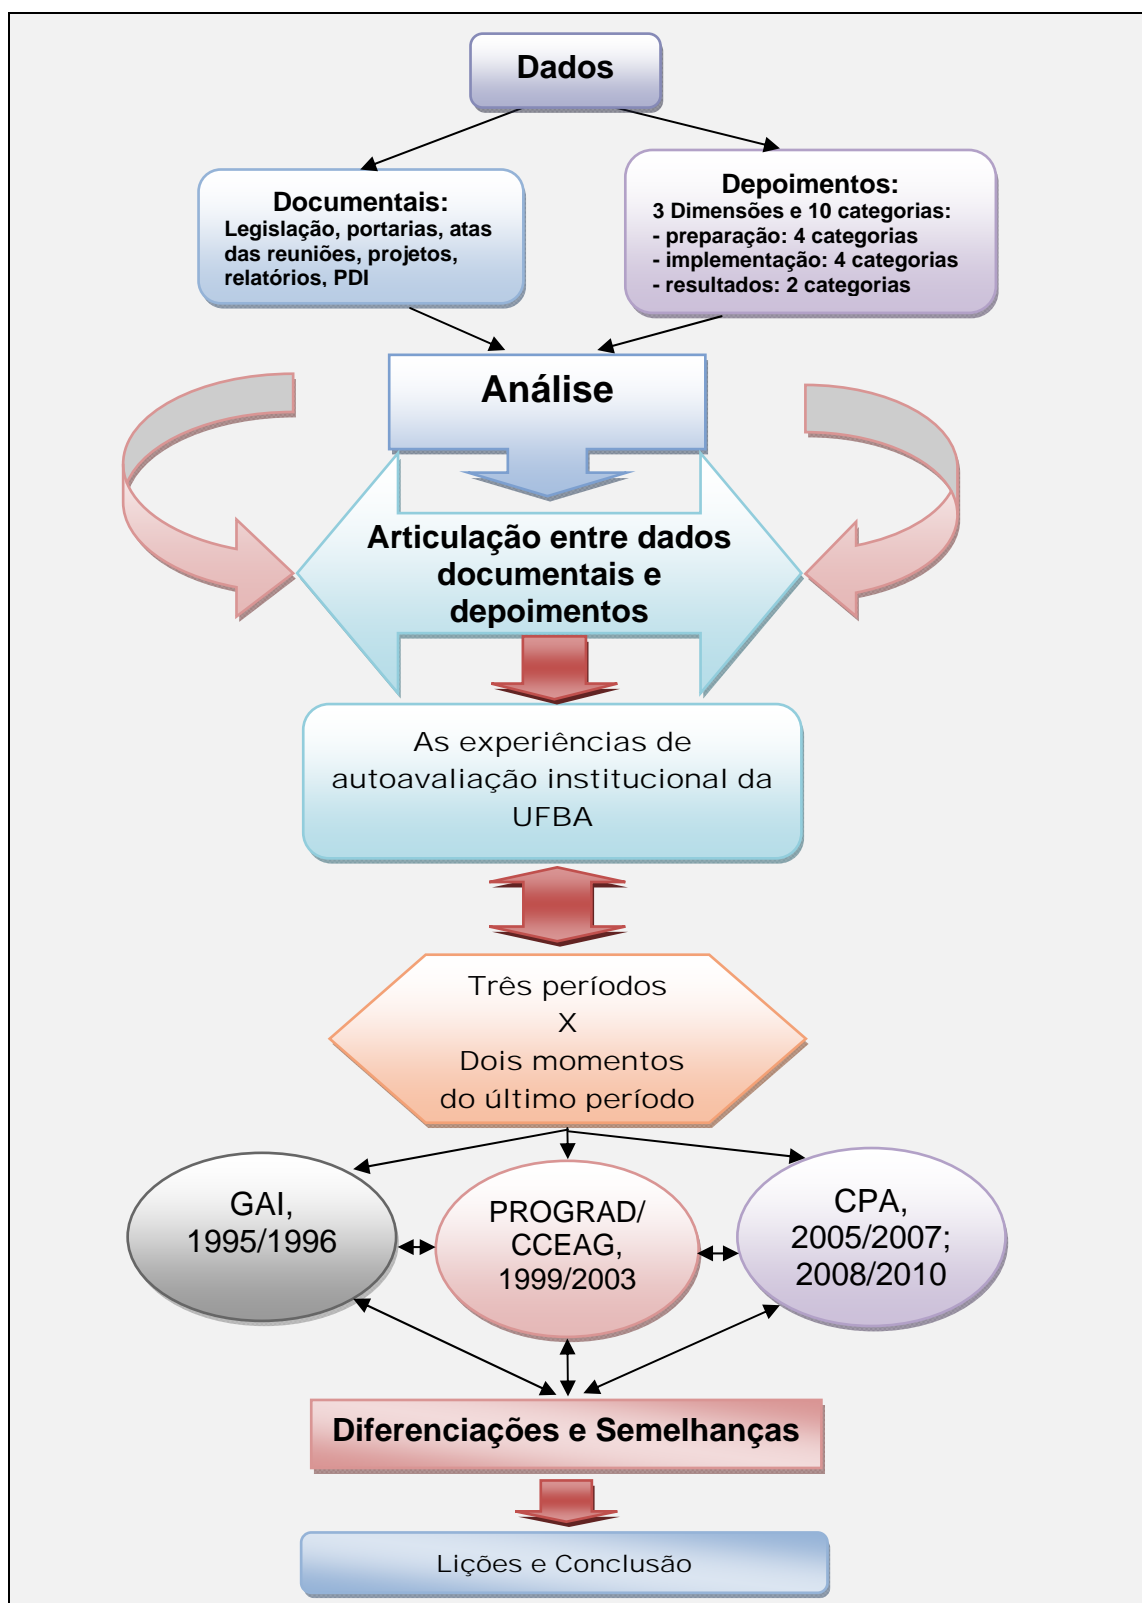 Dados
Documentais:
Legislação, portarias, atas
das reuniões, projetos,
relatórios, PDI
Depoimentos:
3 Dimensões e 10 categorias:
- preparação: 4 categorias
- implementação: 4 categorias
- resultados: 2 categorias
Análise
Articulação entre dados
documentais e
depoimentos
As experiências de
autoavaliação institucional da
UFBA
Três períodos
X
Dois momentos
do último período
GAI,
1995/1996
PROGRAD/
CCEAG,
1999/2003
CPA,
2005/2007;
2008/2010
Diferenciações e Semelhanças
Lições e Conclusão